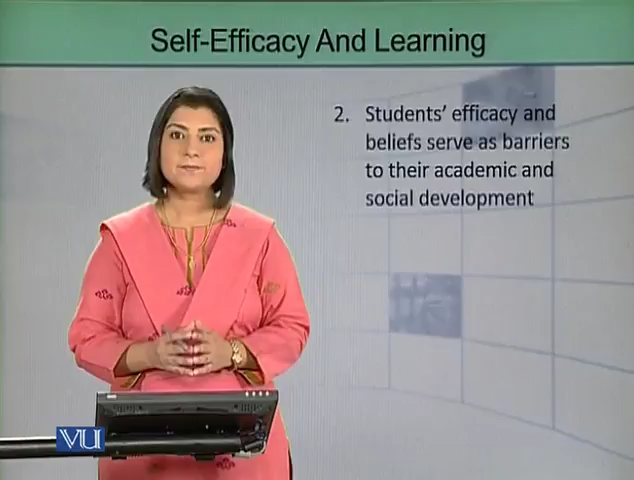 Self-Efficacy And Learning
2. Students' efficacy and
beliefs serve as barriers
to their academic and
social development
VU